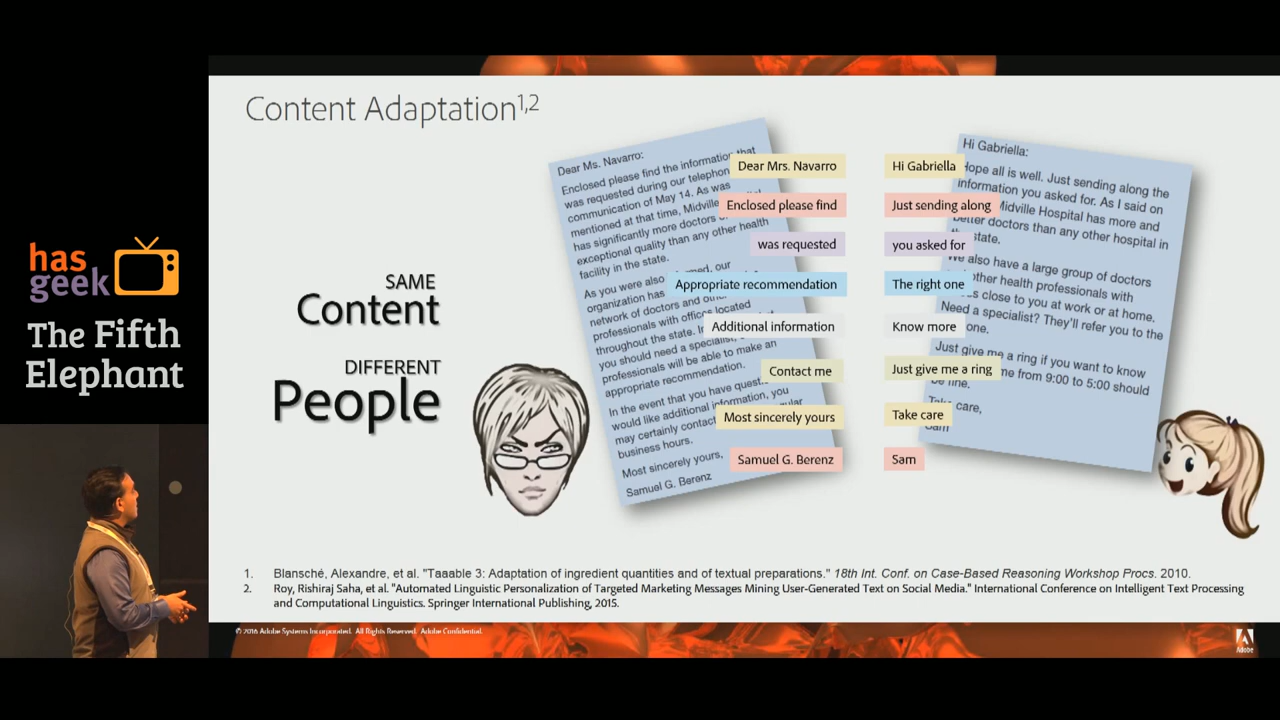 has
geek
The Fifth
Elephant
Content Adaptation1,2
SAME
Content
DIFFERENT
People
Dear Ms. Navarro:
Enclosed please find the information that
was requested during our telephone
communication of May 14. As was
mentioned at that time, Midville
has significantly more doctors
exceptional quality than any other health
facility in the state.
As you were also our
organization has
network of doctors and
professionals with offices located
throughout the state.
you should need a specialist,
professionals will be able to make an
appropriate recommendation.
In the event that you have
would like additional information, you
may certainly contact
business hours.
Most sincerely yours,
Samuel G. Berenz
Dear Mrs. Navarro
Enclosed please find
was requested
Appropriate recommendation
Additional information
Contact me
Most sincerely yours
Samuel G. Berenz
Hi Gabriella
Just sending along
you asked for
The right one
Know more
Just give me a ring
Take care
Sam
Hi Gabriella:
Hope all is well. Just sending along the
information you asked for. As I said on
Midville Hospital has more and
better doctors than any other hospital in
the state.
We also have a large group of doctors
other health professionals with
close to you at work or at home.
Need a specialist? They'll refer you to the
one.
Just give me a ring if you want to know
me from 9:00 to 5:00 should
be fine.
Take care,
Sam
1. Blansché, Alexandre, et al. "Taaable 3: Adaptation of ingredient quantities and of textual preparations." 18th Int. Conf. on Case-Based Reasoning Workshop Procs. 2010.
2. Roy, Rishiraj Saha, et al. "Automated Linguistic Personalization of Targeted Marketing Messages Mining User-Generated Text on Social Media." International Conference on Intelligent Text Processing
and Computational Linguistics. Springer International Publishing, 2015.
© 2016 Adobe Systems Incorporated. All Rights Reserved. Adobe Confidential.
Adobe